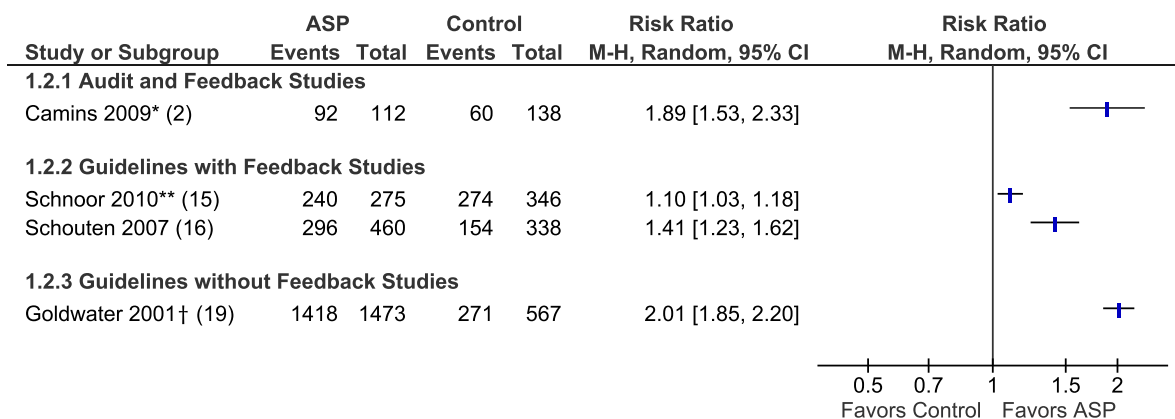 ASP Control Risk Ratio Risk Ratio
Study or Subgroup Events Total Events Total M-H, Random, 95% CI M-H, Random, 95% CI
1.2.1 Audit and Feedback Studies
Camins 2009* (2) 92 112 60 138 1.89 [1.53, 2.33]
1.2.2 Guidelines with Feedback Studies
Schnoor 2010** (15) 240 275 274 346 1.10 [1.03, 1.18]
Schouten 2007 (16) 296 460 154 338 1.41 [1.23, 1.62]
1.2.3 Guidelines without Feedback Studies
Goldwater 2001† (19) 1418 1473 271 567 2.01 [1.85, 2.20]
0.5 0.7 1 1.5 2
Favors Control Favors ASP